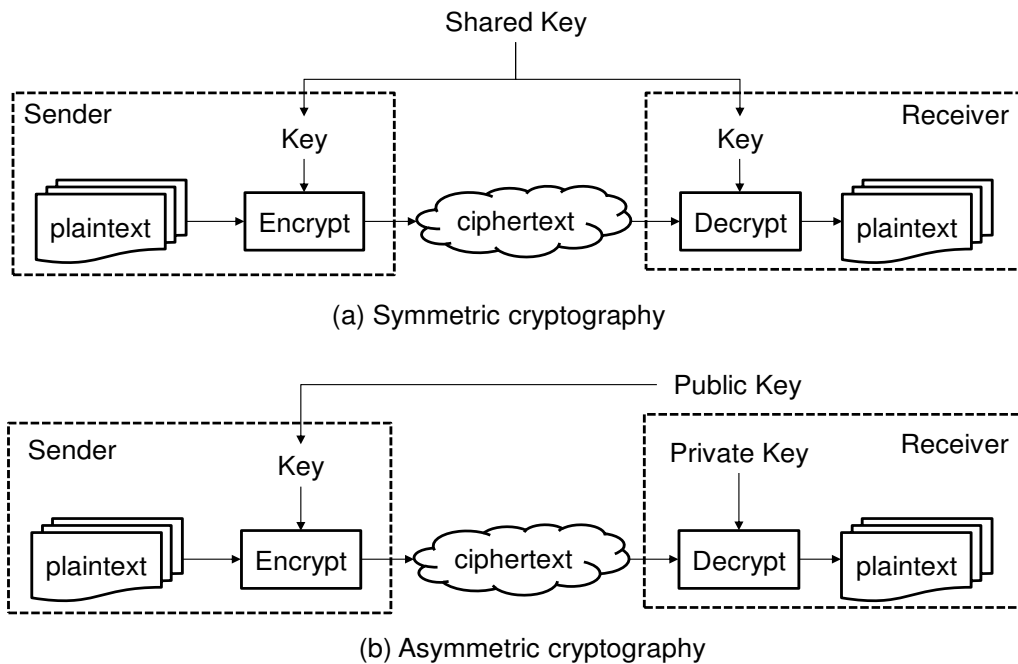 Shared Key
Sender
Receiver
Key
Key
plaintext
Encrypt
ciphertext
Decrypt
plaintext
(a) Symmetric cryptography
Public Key
Sender
Receiver
Key
Private Key
plaintext
Encrypt
ciphertext
Decrypt
plaintext
(b) Asymmetric cryptography